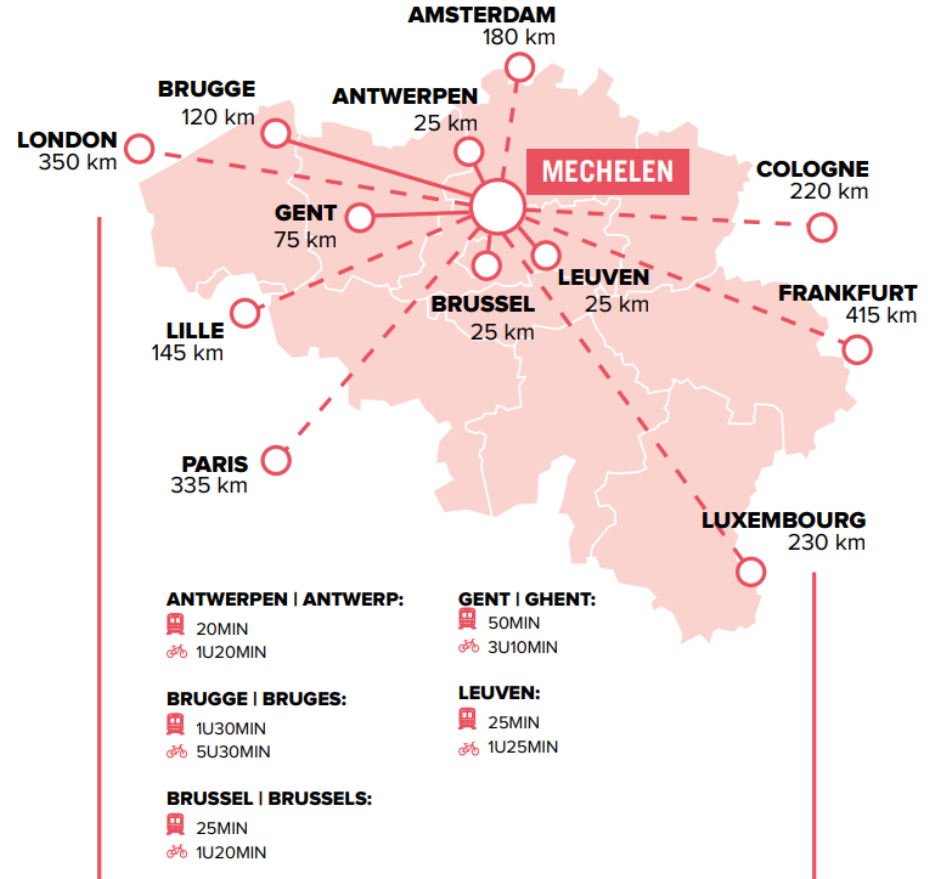 AMSTERDAM
180 km
BRUGGE
120 km
ANTWERPEN
25 km
LONDON
350 km
MECHELEN
COLOGNE
220 km
GENT
75 km
LEUVEN
25 km
BRUSSEL
25 km
FRANKFURT
415 km
LILLE
145 km
PARIS
335 km
LUXEMBOURG
230 km
ANTWERPEN | ANTWERP:
20MIN
1U20MIN
BRUGGE | BRUGES:
1U30MIN
5U30MIN
BRUSSEL | BRUSSELS:
25MIN
1U20MIN
GENT | GHENT:
50MIN
3U10MIN
LEUVEN:
25MIN
1U25MIN